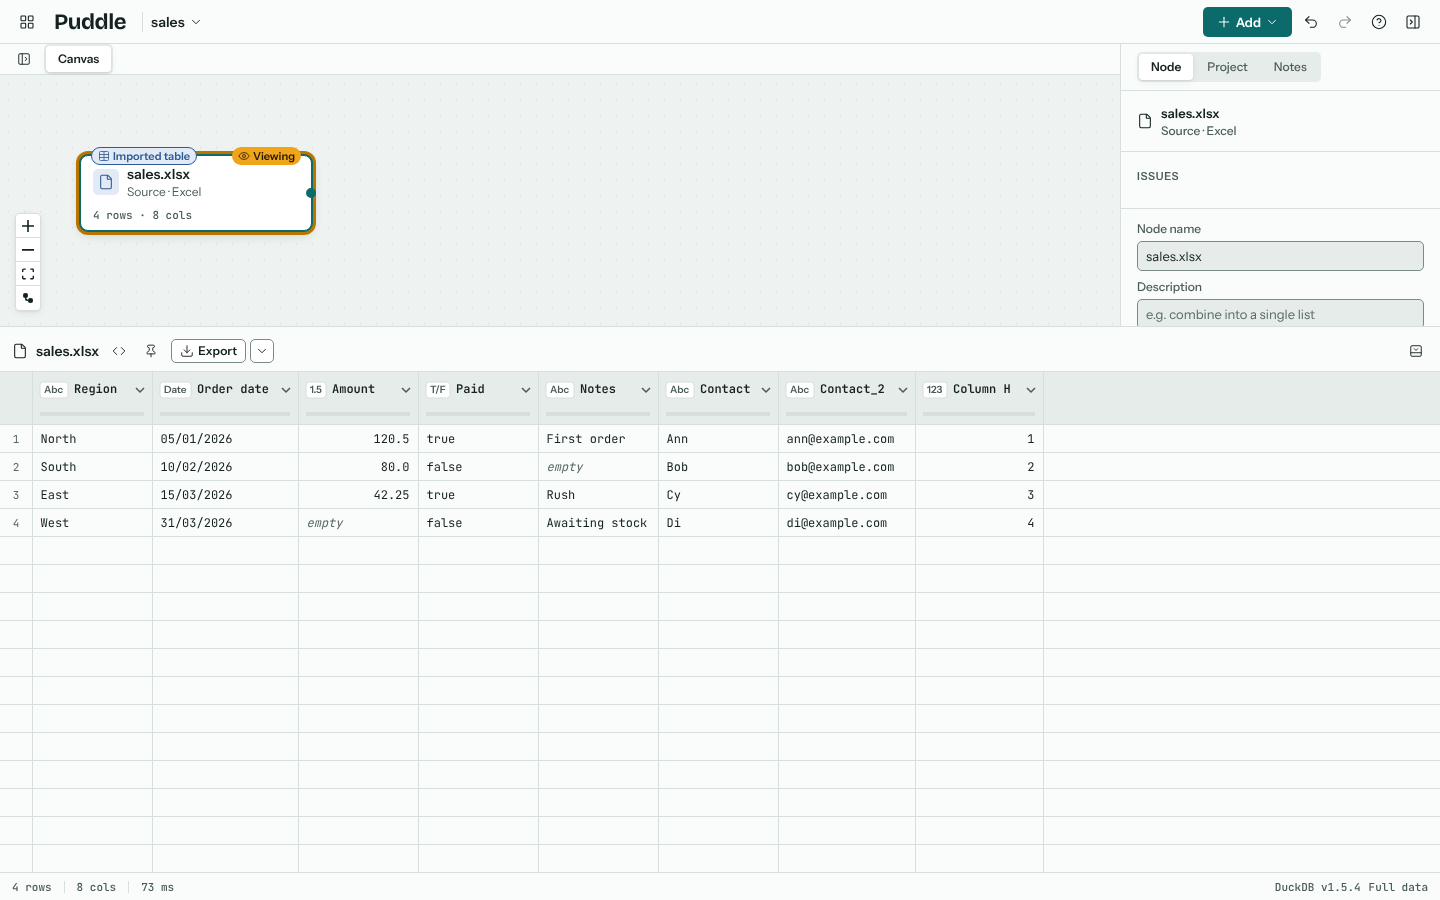 Puddle
sales
Add
Canvas
Node Project Notes
sales.xlsx
Source · Excel
ISSUES
Node name
sales.xlsx
Description
e.g. combine into a single list
Imported table Viewing
sales.xlsx
Source · Excel
4 rows · 8 cols
sales.xlsx Export
Abc Region Date Order date 1.5 Amount T/F Paid Abc Notes Abc Contact Abc Contact_2 123 Column H
1 North 05/01/2026 120.5 true First order Ann ann@example.com 1
2 South 10/02/2026 80.0 false empty Bob bob@example.com 2
3 East 15/03/2026 42.25 true Rush Cy cy@example.com 3
4 West 31/03/2026 empty false Awaiting stock Di di@example.com 4
4 rows 8 cols 73 ms DuckDB v1.5.4 Full data